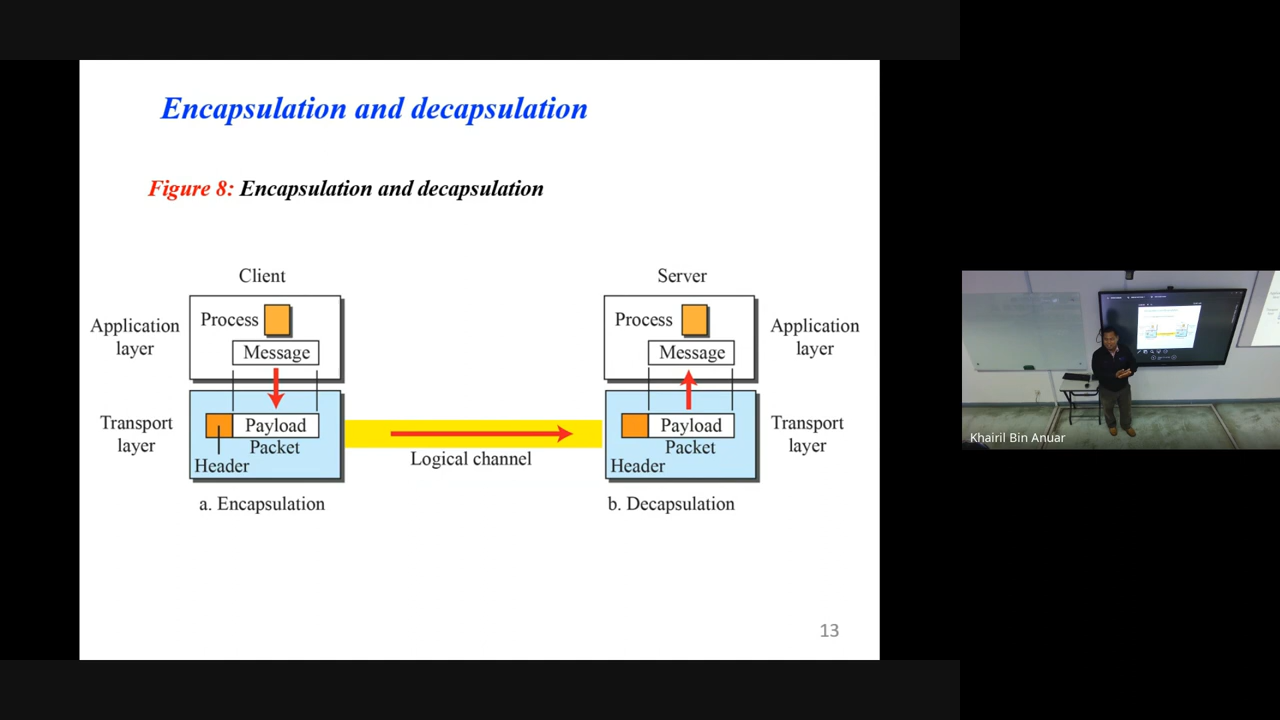 Encapsulation and decapsulation
Figure 8: Encapsulation and decapsulation
Client
Server
Application
layer
Process
Message
Process
Message
Application
layer
Transport
layer
Payload
Packet
Header
Logical channel
Payload
Packet
Header
Transport
layer
a. Encapsulation
b. Decapsulation
13
Khairil Bin Anuar